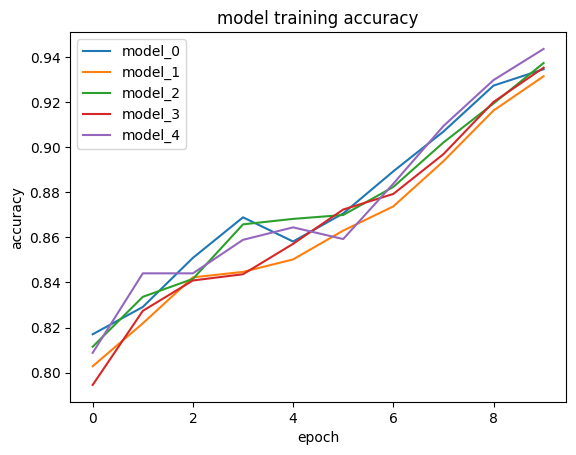 model training accuracy
model_0
model_1
model_2
model_3
model_4
0.94
0.92
0.90
0.88
0.86
0.84
0.82
0.80
accuracy
0 2 4 6 8
epoch